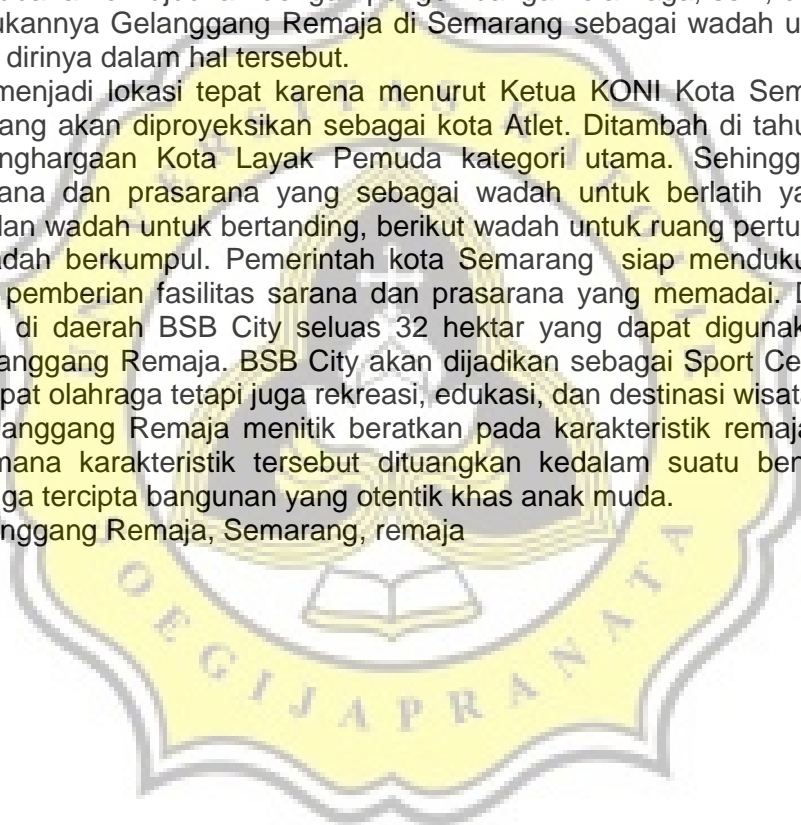 ukannya Gelanggang Remaja di Semarang sebagai wadah u
dirinya dalam hal tersebut.
menjadi lokasi tepat karena menurut Ketua KONI Kota Sem
ang akan diproyeksikan sebagai kota Atlet. Ditambah di tahu
nghargaan Kota Layak Pemuda kategori utama. Sehingg
ana dan prasarana yang sebagai wadah untuk berlatih ya
dan wadah untuk bertanding, berikut wadah untuk ruang pertu
adah berkumpul. Pemerintah kota Semarang siap menduku
pemberian fasilitas sarana dan prasarana yang memadai. D
di daerah BSB City seluas 32 hektar yang dapat digunak
anggang Remaja. BSB City akan dijadikan sebagai Sport Ce
pat olahraga tetapi juga rekreasi, edukasi, dan destinasi wisata
anggang Remaja menitik beratkan pada karakteristik remaja
mana karakteristik tersebut dituangkan kedalam suatu ben
ga tercipta bangunan yang otentik khas anak muda.
nggang Remaja, Semarang, remaja
SOEGIJAPRANATA